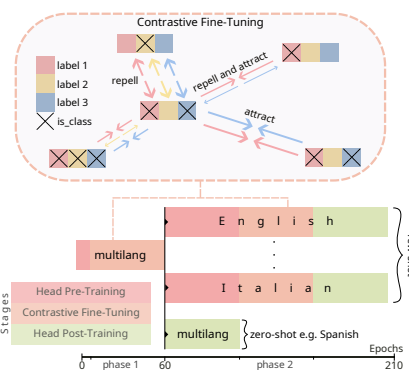 Contrastive Fine-Tuning
label 1
label 2
label 3
is_class
repell
repell and attract
attract
English
multilang
Italian
Stages
Head Pre-Training
Contrastive Fine-Tuning
Head Post-Training
multilang
zero-shot e.g. Spanish
Epochs
0
phase 1
60
phase 2
210